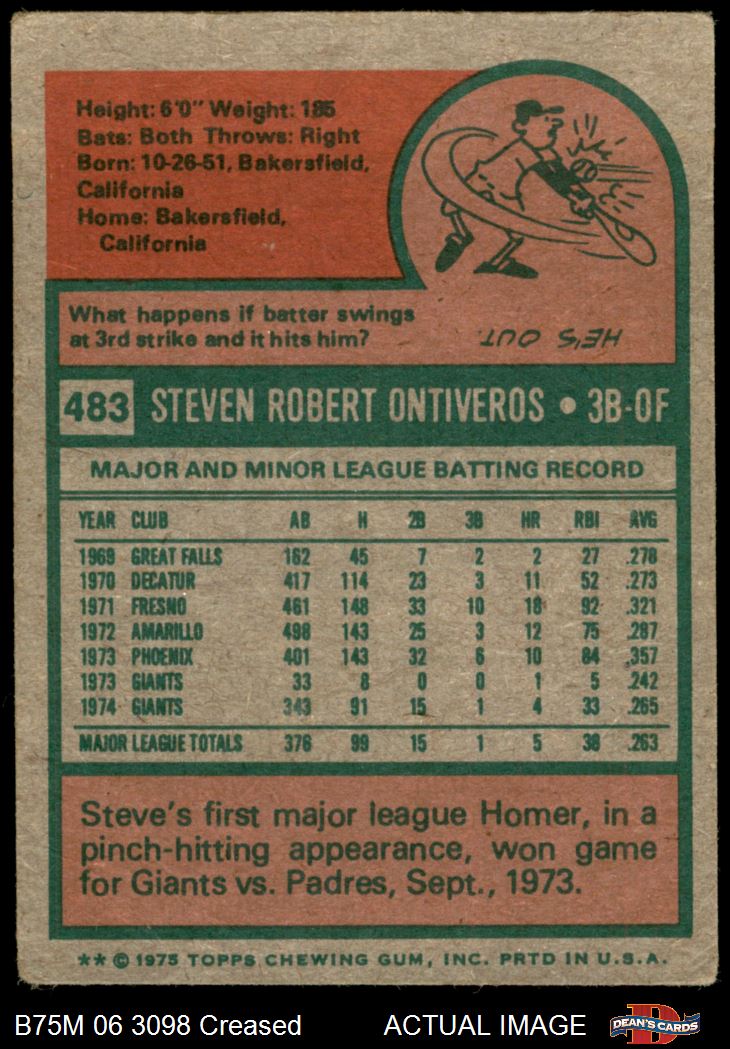 Height: 6'0" Weight: 185
Bats: Both Throws: Right
Born: 10-26-51, Bakersfield,
California
Home: Bakersfield,
California
What happens if batter swings
at 3rd strike and it hits him?
HE'S OUT.
483 STEVEN ROBERT ONTIVEROS • 3B-OF
MAJOR AND MINOR LEAGUE BATTING RECORD
YEAR CLUB AB H 2B 3B HR RBI AVG
1969 GREAT FALLS 162 45 7 2 2 27 .278
1970 DECATUR 417 114 23 3 11 52 .273
1971 FRESNO 461 148 33 10 18 92 .321
1972 AMARILLO 498 143 25 3 12 75 .287
1973 PHOENIX 401 143 32 6 10 84 .357
1973 GIANTS 33 8 0 0 1 5 .242
1974 GIANTS 343 91 15 1 4 33 .265
MAJOR LEAGUE TOTALS 376 99 15 1 5 38 .263
Steve's first major league Homer, in a
pinch-hitting appearance, won game
for Giants vs. Padres, Sept., 1973.
** © 1975 TOPPS CHEWING GUM, INC. PRTD IN U.S.A.
B75M 06 3098 Creased ACTUAL IMAGE
DEAN'S CARDS